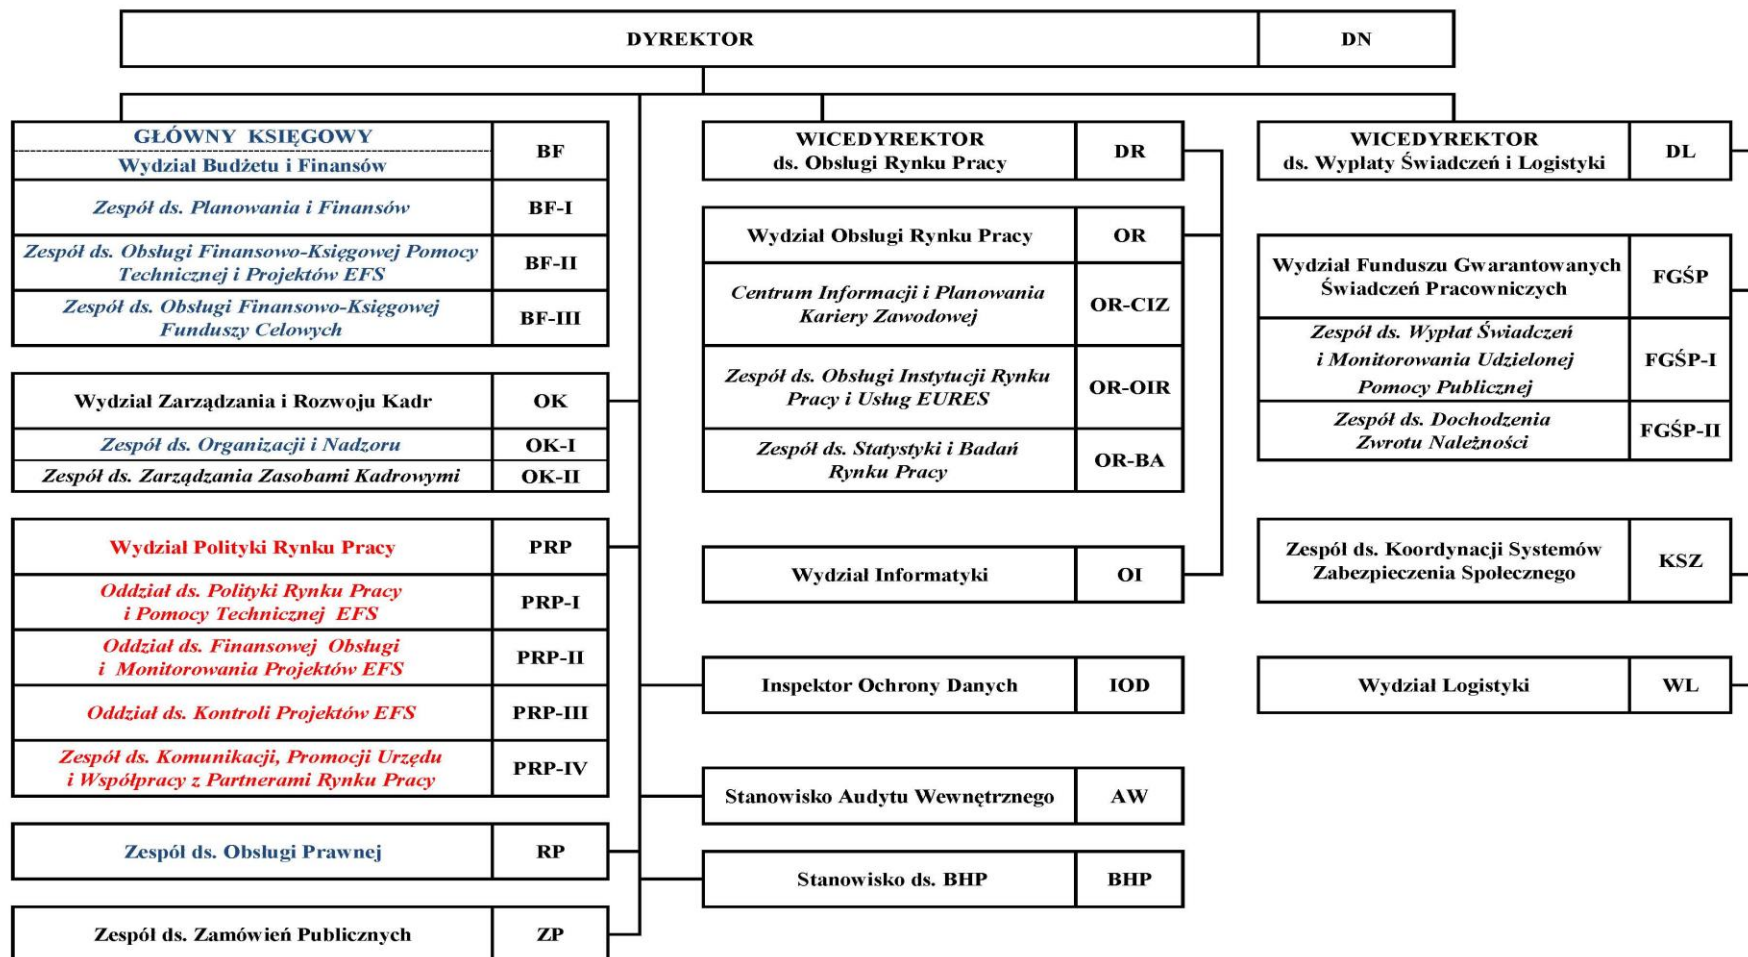 DYREKTOR DN
GŁÓWNY KSIĘGOWY
Wydział Budżetu i Finansów
BF
Zespół ds. Planowania i Finansów BF-I
Zespół ds. Obsługi Finansowo-Księgowej Pomocy
Technicznej i Projektów EFS
BF-II
Zespół ds. Obsługi Finansowo-Księgowej
Funduszy Celowych
BF-III
Wydział Zarządzania i Rozwoju Kadr OK
Zespół ds. Organizacji i Nadzoru OK-I
Zespół ds. Zarządzania Zasobami Kadrowymi OK-II
Wydział Polityki Rynku Pracy PRP
Oddział ds. Polityki Rynku Pracy
i Pomocy Technicznej EFS
PRP-I
Oddział ds. Finansowej Obsługi
i Monitorowania Projektów EFS
PRP-II
Oddział ds. Kontroli Projektów EFS PRP-III
Zespół ds. Komunikacji, Promocji Urzędu
i Współpracy z Partnerami Rynku Pracy
PRP-IV
Zespół ds. Obsługi Prawnej RP
Zespół ds. Zamówień Publicznych ZP
WICEDYREKTOR
ds. Obsługi Rynku Pracy
DR
Wydział Obsługi Rynku Pracy OR
Centrum Informacji i Planowania
Kariery Zawodowej
OR-CIZ
Zespół ds. Obsługi Instytucji Rynku
Pracy i Usług EURES
OR-OIR
Zespół ds. Statystyki i Badań
Rynku Pracy
OR-BA
Wydział Informatyki OI
Inspektor Ochrony Danych IOD
Stanowisko Audytu Wewnętrznego AW
Stanowisko ds. BHP BHP
WICEDYREKTOR
ds. Wypłaty Świadczeń i Logistyki
DL
Wydział Funduszu Gwarantowanych
Świadczeń Pracowniczych
FGŚP
Zespół ds. Wypłat Świadczeń
i Monitorowania Udzielonej
Pomocy Publicznej
FGŚP-I
Zespół ds. Dochodzenia
Zwrotu Należności
FGŚP-II
Zespół ds. Koordynacji Systemów
Zabezpieczenia Społecznego
KSZ
Wydział Logistyki WL